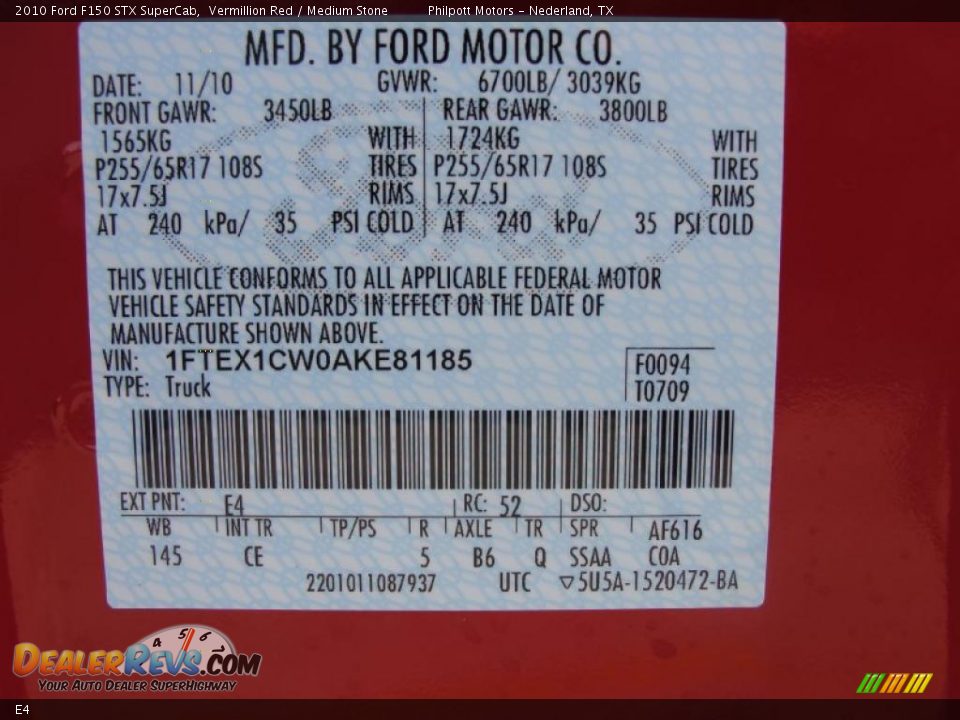 2010 Ford F150 STX SuperCab, Vermillion Red / Medium Stone Philpott Motors - Nederland, TX
MFD. BY FORD MOTOR CO.
DATE: 11/10 GVWR: 6700LB/ 3039KG
FRONT GAWR: 3450LB REAR GAWR: 3800LB
1565KG WITH 1724KG WITH
P255/65R17 108S TIRES P255/65R17 108S TIRES
17x7.5J RIMS 17x7.5J RIMS
AT 240 kPa/ 35 PSI COLD AT 240 kPa/ 35 PSI COLD
THIS VEHICLE CONFORMS TO ALL APPLICABLE FEDERAL MOTOR
VEHICLE SAFETY STANDARDS IN EFFECT ON THE DATE OF
MANUFACTURE SHOWN ABOVE.
VIN: 1FTEX1CW0AKE81185 F0094
TYPE: Truck T0709
EXT PNT: E4 RC: 52 DSO:
WB INT TR TP/PS R AXLE TR SPR AF616
145 CE 5 B6 Q SSAA COA
2201011087937 UTC ▽5U5A-1520472-BA
4 5 6
DEALERREVS.COM
YOUR AUTO DEALER SUPERHIGHWAY
E4